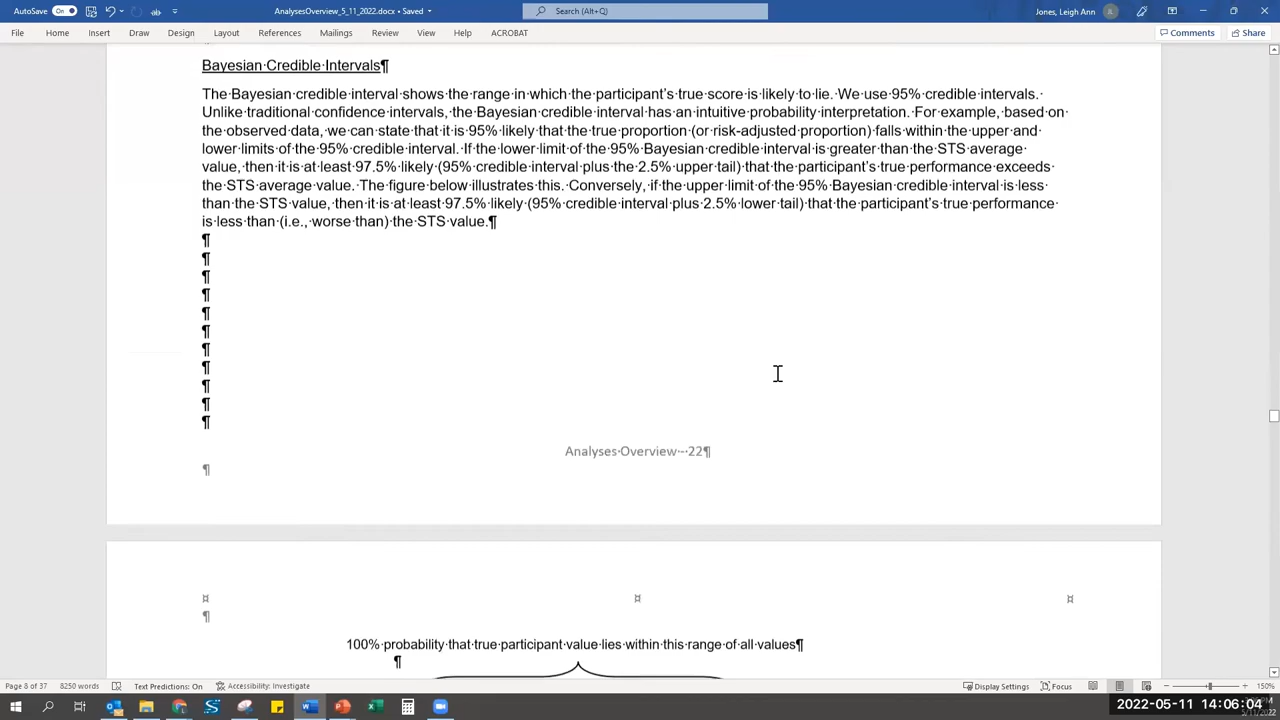 AutoSave On AnalysesOverview_5_11_2022.docx • Saved Search (Alt+Q) Jones, Leigh Ann
File Home Insert Draw Design Layout References Mailings Review View Help ACROBAT Comments Share
Bayesian·Credible·Intervals¶
The·Bayesian·credible·interval·shows·the·range·in·which·the·participant's·true·score·is·likely·to·lie.·We·use·95%·credible·intervals.·
Unlike·traditional·confidence·intervals,·the·Bayesian·credible·interval·has·an·intuitive·probability·interpretation.·For·example,·based·on·
the·observed·data,·we·can·state·that·it·is·95%·likely·that·the·true·proportion·(or·risk-adjusted·proportion)·falls·within·the·upper·and·
lower·limits·of·the·95%·credible·interval.·If·the·lower·limit·of·the·95%·Bayesian·credible·interval·is·greater·than·the·STS·average·
value,·then·it·is·at·least·97.5%·likely·(95%·credible·interval·plus·the·2.5%·upper·tail)·that·the·participant's·true·performance·exceeds·
the·STS·average·value.·The·figure·below·illustrates·this.·Conversely,·if·the·upper·limit·of·the·95%·Bayesian·credible·interval·is·less·
than·the·STS·value,·then·it·is·at·least·97.5%·likely·(95%·credible·interval·plus·2.5%·lower·tail)·that·the·participant's·true·performance·
is·less·than·(i.e.,·worse·than)·the·STS·value.¶
¶
¶
¶
¶
¶
¶
¶
¶
¶
¶
¶
Analyses·Overview·-·22¶
¶
¤ ¤ ¤
¶
100%·probability·that·true·participant·value·lies·within·this·range·of·all·values¶
¶
Page 8 of 37 8250 words Text Predictions: On Accessibility: Investigate Display Settings Focus 150%
2022-05-11 14:06:04